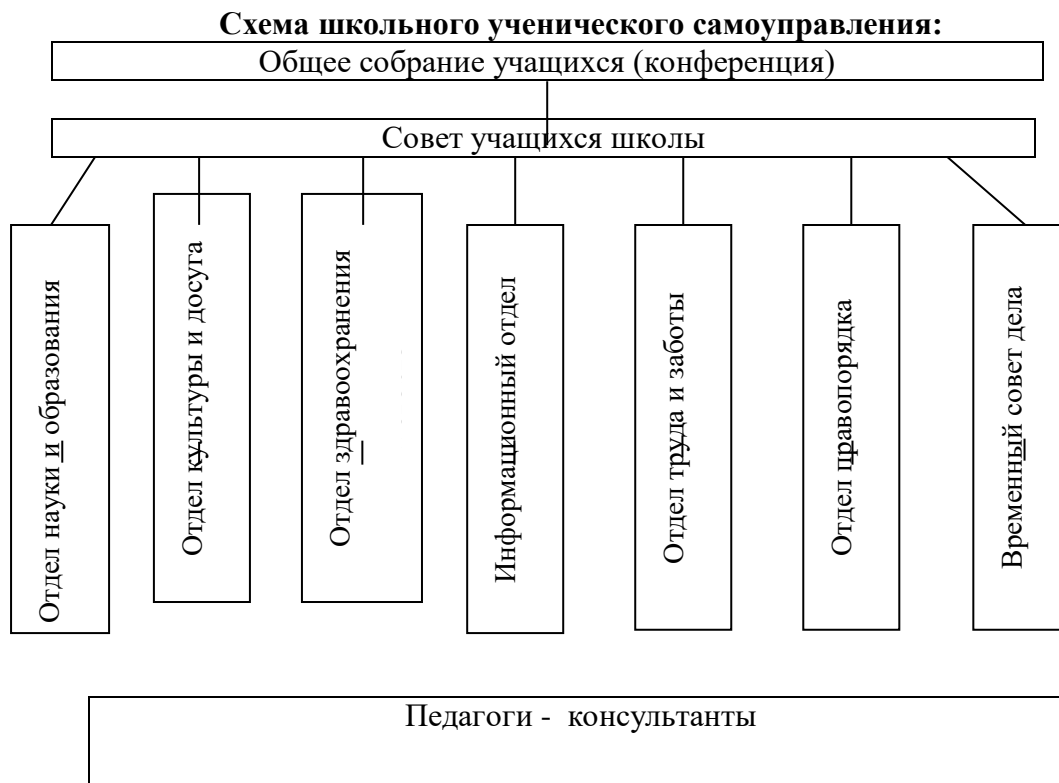 Схема школьного ученического самоуправления:
Общее собрание учащихся (конференция)
Совет учащихся школы
Отдел науки и образования
Отдел культуры и досуга
Отдел здравоохранения
Информационный отдел
Отдел труда и заботы
Отдел правопорядка
Временный совет дела
Педагоги - консультанты